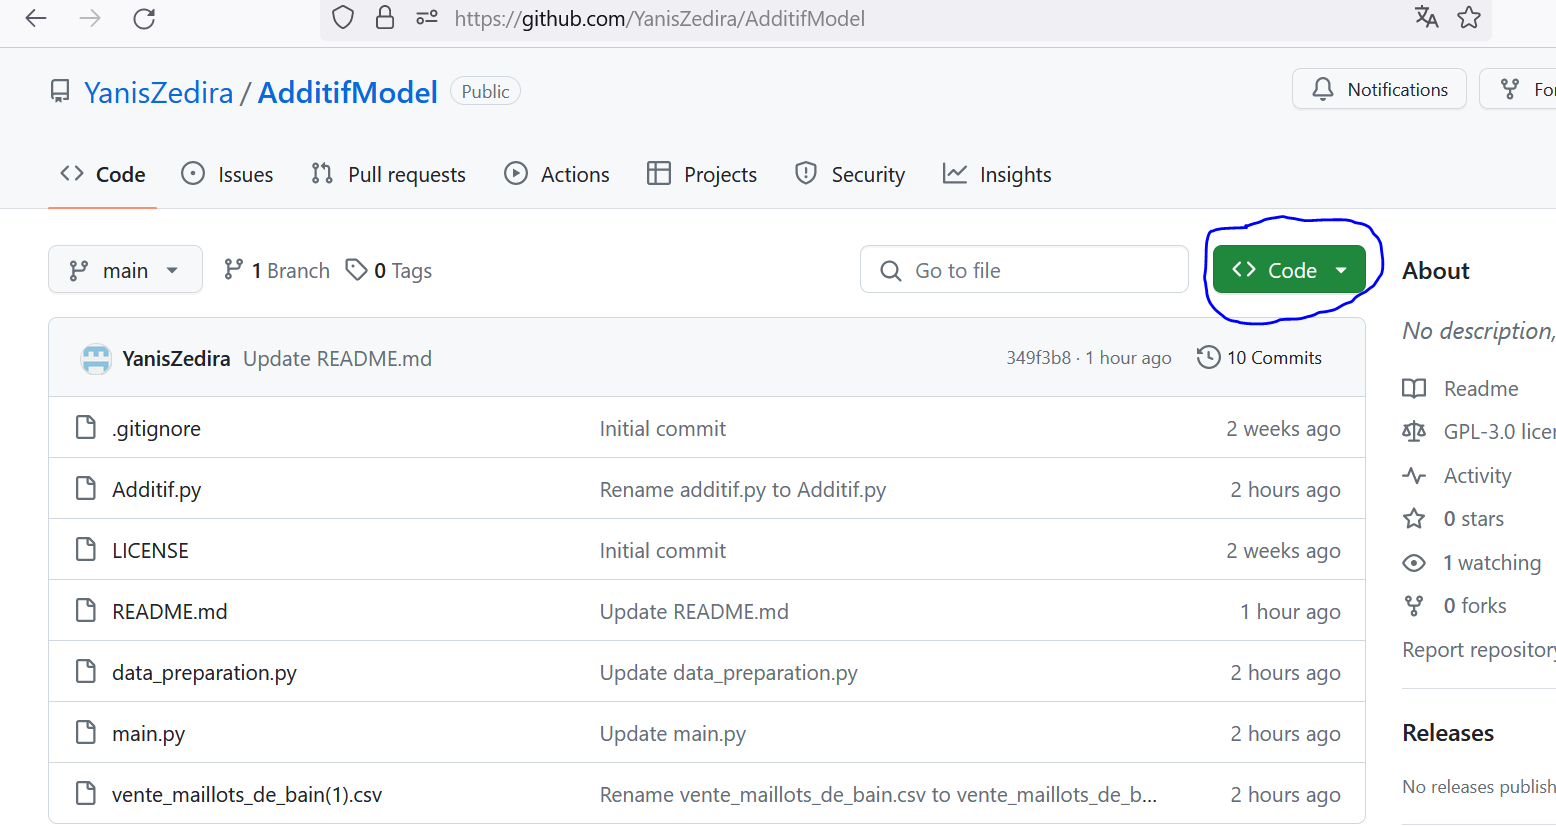 https://github.com/YanisZedira/AdditifModel
YanisZedira / AdditifModel Public Notifications
Code Issues Pull requests Actions Projects Security Insights
main 1 Branch 0 Tags Go to file Code About
No description,
YanisZedira Update README.md 349f3b8 · 1 hour ago 10 Commits
Readme
.gitignore Initial commit 2 weeks ago
GPL-3.0
Activity
Additif.py Rename additif.py to Additif.py 2 hours ago
0 stars
LICENSE Initial commit 2 weeks ago
1 watching
README.md Update README.md 1 hour ago
0 forks
Report repository
data_preparation.py Update data_preparation.py 2 hours ago
main.py Update main.py 2 hours ago
Releases
No releases
vente_maillots_de_bain(1).csv Rename vente_maillots_de_bain.csv to vente_maillots_de_b... 2 hours ago